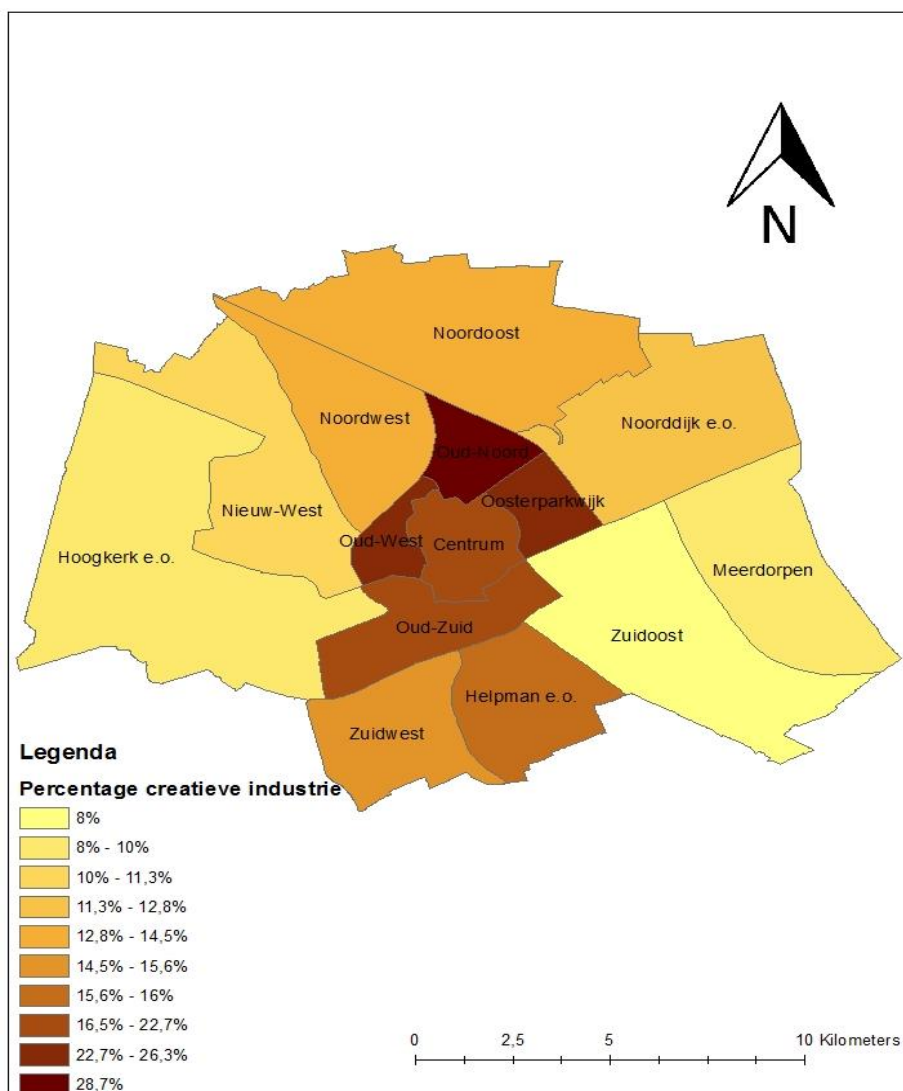 N
Noordoost
Noordwest
Noorddijk e.o.
Oud-Noord
Oosterparkwijk
Nieuw-West
Oud-West
Centrum
Hoogkerk e.o.
Meerdorpen
Oud-Zuid
Zuidoost
Helpman e.o.
Zuidwest
Legenda
Percentage creatieve industrie
8%
8% - 10%
10% - 11,3%
11,3% - 12,8%
12,8% - 14,5%
14,5% - 15,6%
15,6% - 16%
16,5% - 22,7%
22,7% - 26,3%
28,7%
0 2,5 5 10 Kilometers